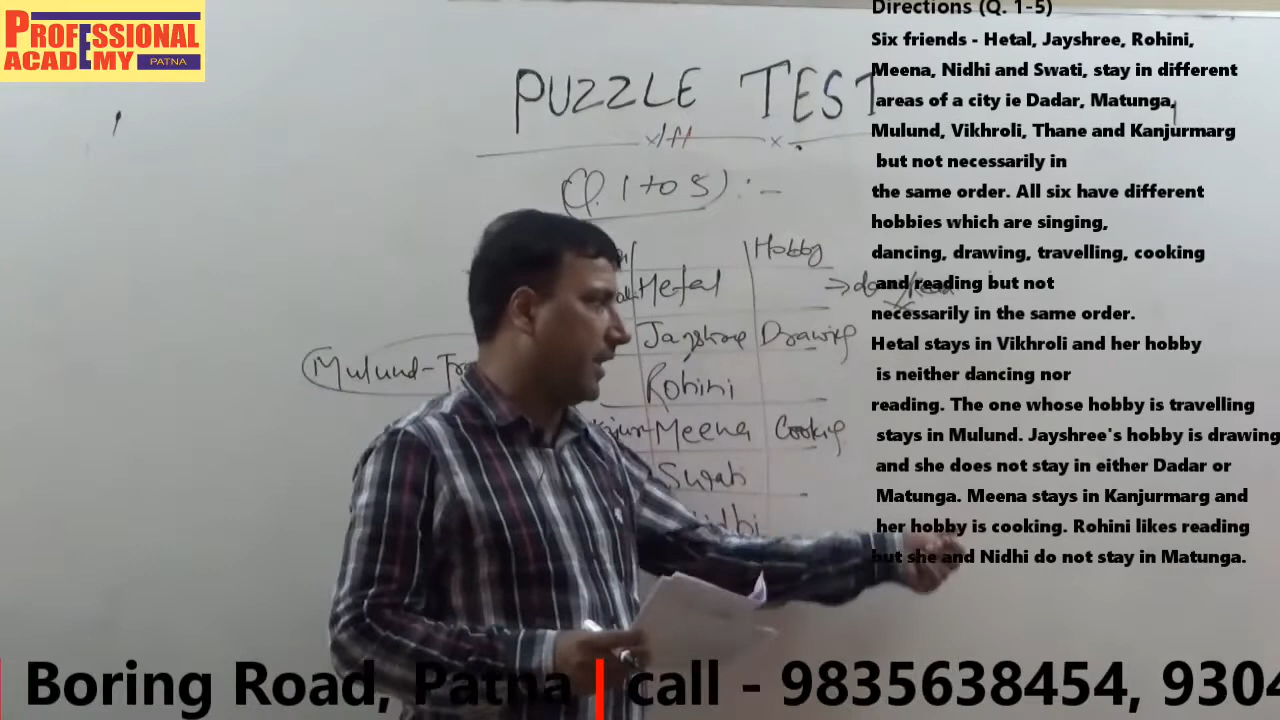 PROFESSIONAL
ACADEMY
PATNA
PUZZLE TEST
(Q. 1 to 5) :-
Hobby
Hetal
Jayshree Drawing
Mulund-
Rohini
Meena Cooking
Swati
Directions (Q. 1-5)
Six friends - Hetal, Jayshree, Rohini,
Meena, Nidhi and Swati, stay in different
areas of a city ie Dadar, Matunga,
Mulund, Vikhroli, Thane and Kanjurmarg
but not necessarily in
the same order. All six have different
hobbies which are singing,
dancing, drawing, travelling, cooking
and reading but not
necessarily in the same order.
Hetal stays in Vikhroli and her hobby
is neither dancing nor
reading. The one whose hobby is travelling
stays in Mulund. Jayshree's hobby is drawing
and she does not stay in either Dadar or
Matunga. Meena stays in Kanjurmarg and
her hobby is cooking. Rohini likes reading
but she and Nidhi do not stay in Matunga.
Boring Road, Patna | call - 9835638454, 9304